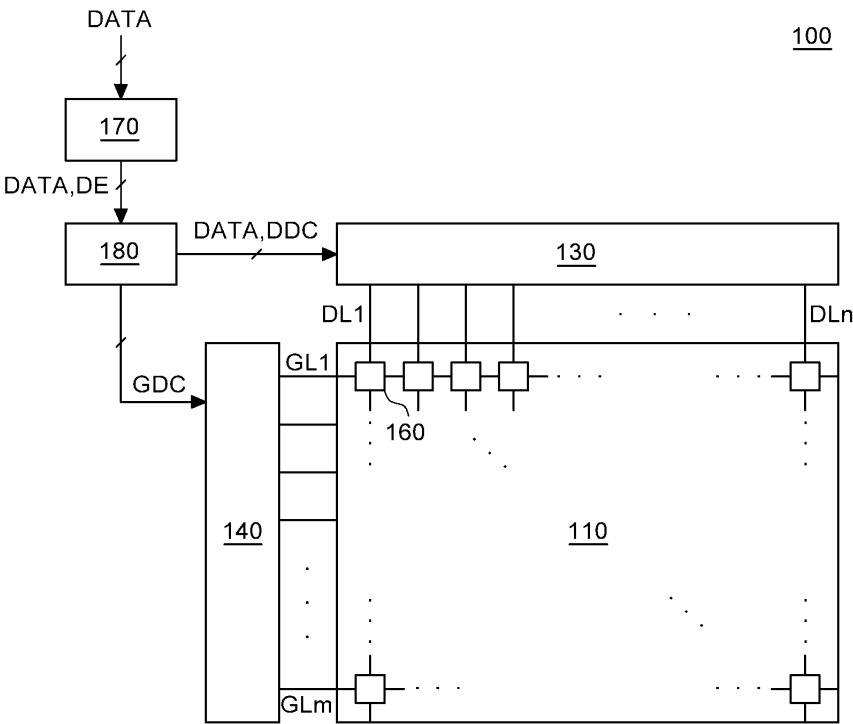 DATA
100
170
DATA,DE
180
DATA,DDC
130
DL1
DLn
GL1
GDC
160
140
110
GLm